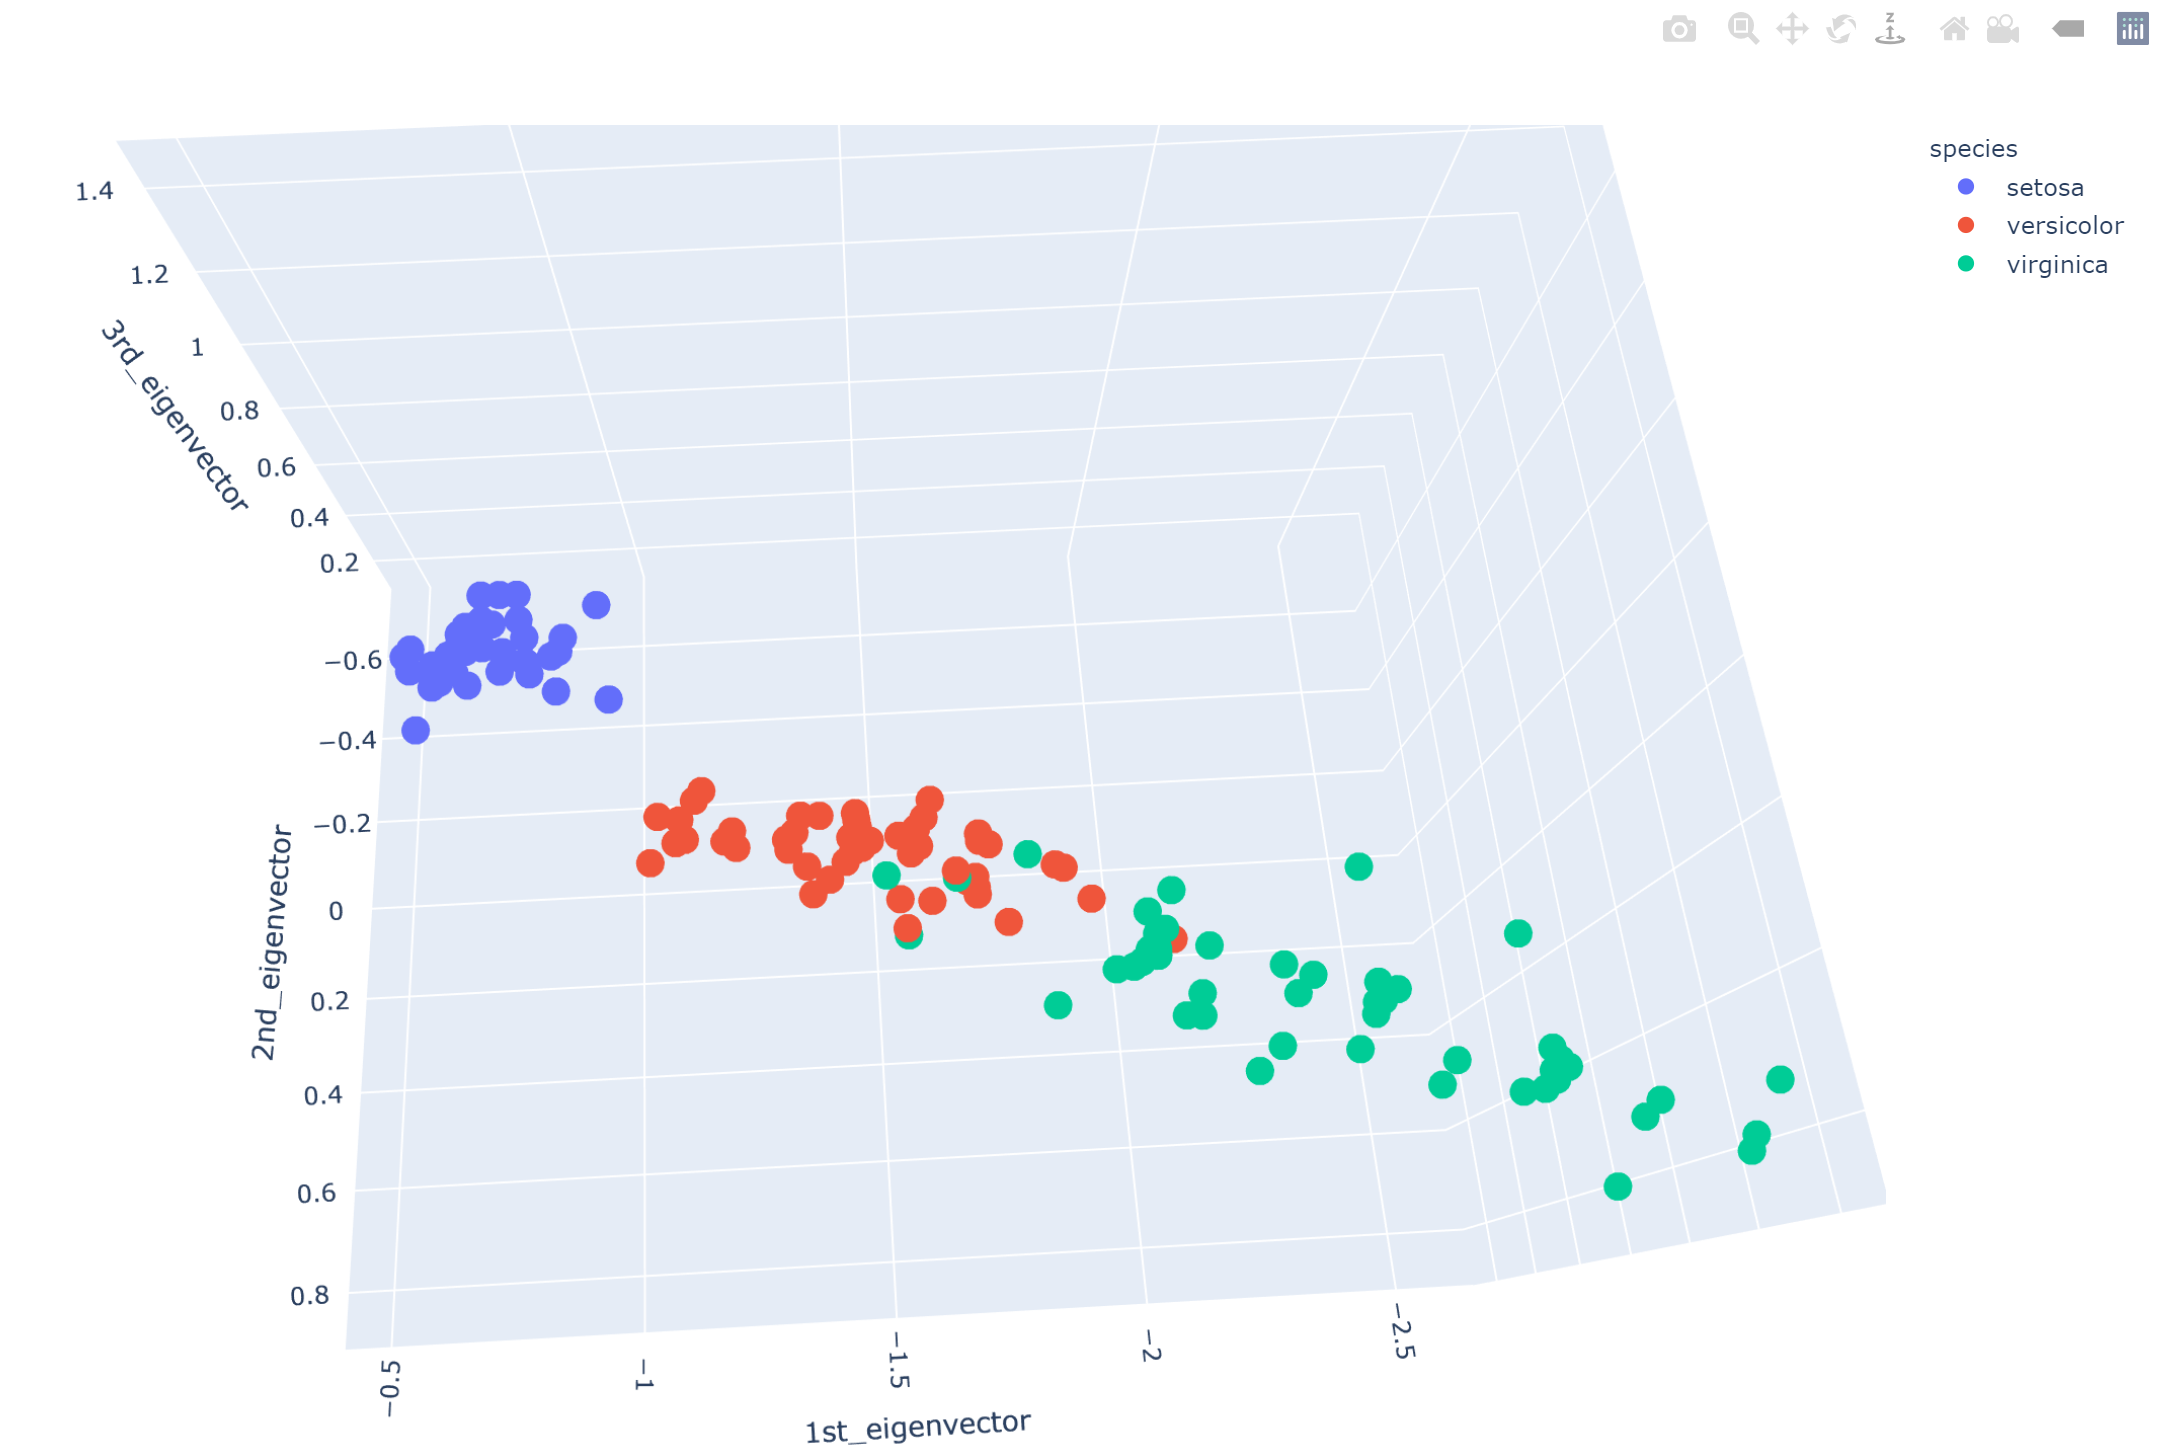 Z
species
setosa
versicolor
virginica
1.4
1.2
1
0.8
0.6
0.4
0.2
3rd_eigenvector
−0.6
−0.4
−0.2
0
0.2
0.4
0.6
0.8
2nd_eigenvector
−0.5
−1
−1.5
−2
−2.5
1st_eigenvector